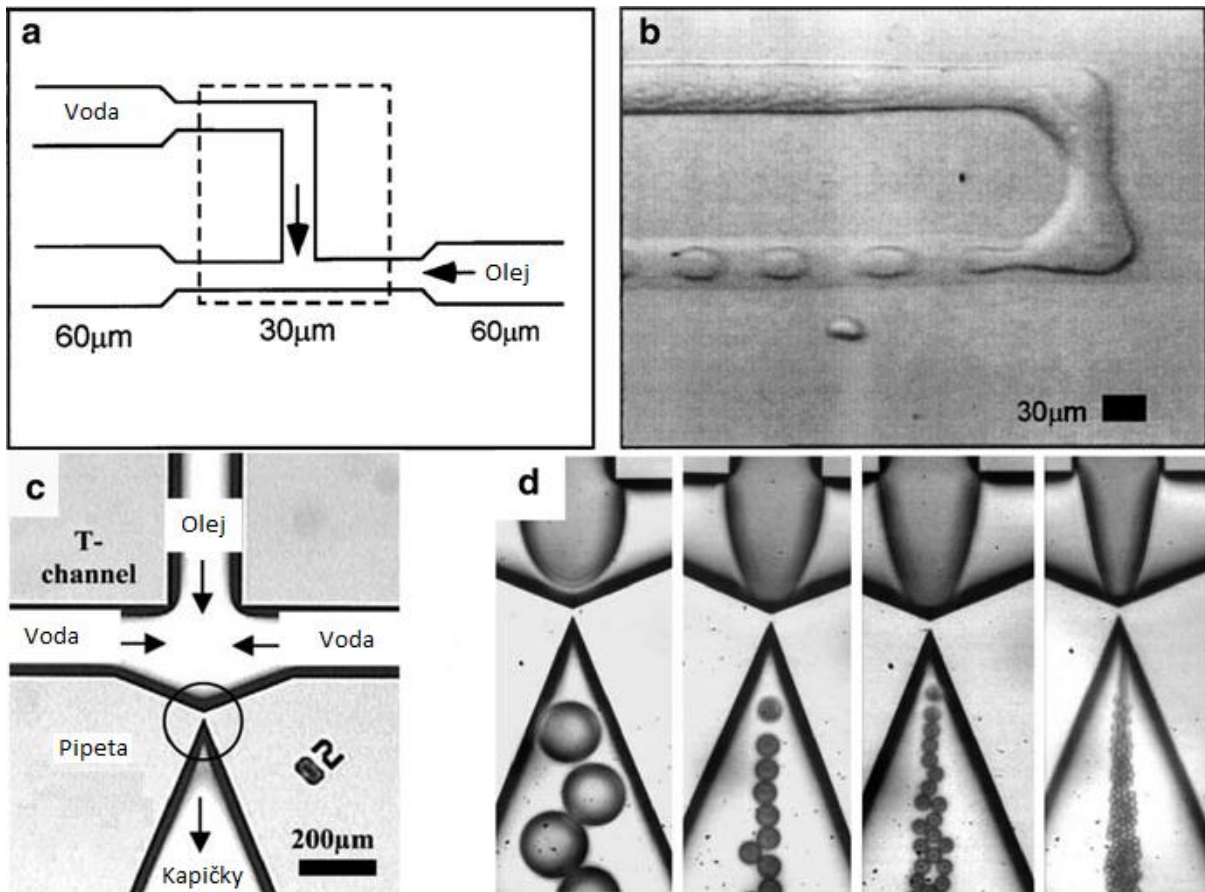 a
Voda
Olej
60µm
30µm
60µm
b
30µm
c
Olej
T-
channel
Voda
Voda
Pipeta
200µm
Kapičky
d